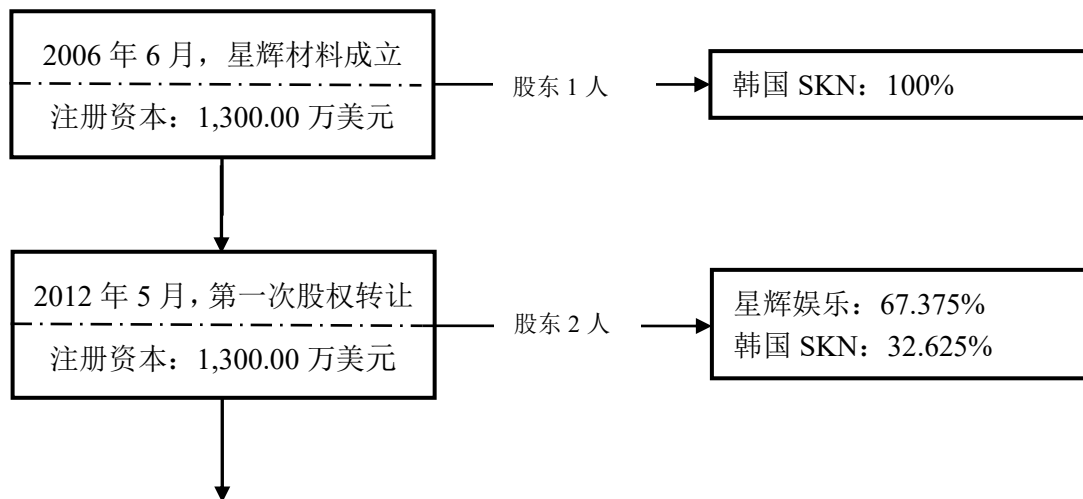 2006 年 6 月，星辉材料成立
注册资本：1,300.00 万美元
股东 1 人
韩国 SKN：100%
2012 年 5 月，第一次股权转让
注册资本：1,300.00 万美元
股东 2 人
星辉娱乐：67.375%
韩国 SKN：32.625%